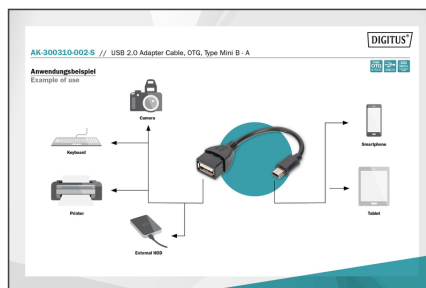 DIGITUS®
AK-300310-002-S // USB 2.0 Adapter Cable, OTG, Type Mini B - A
Anwendungsbeispiel
Example of use
OTG
Camera
Keyboard
Smartphone
Printer
Tablet
External HDD